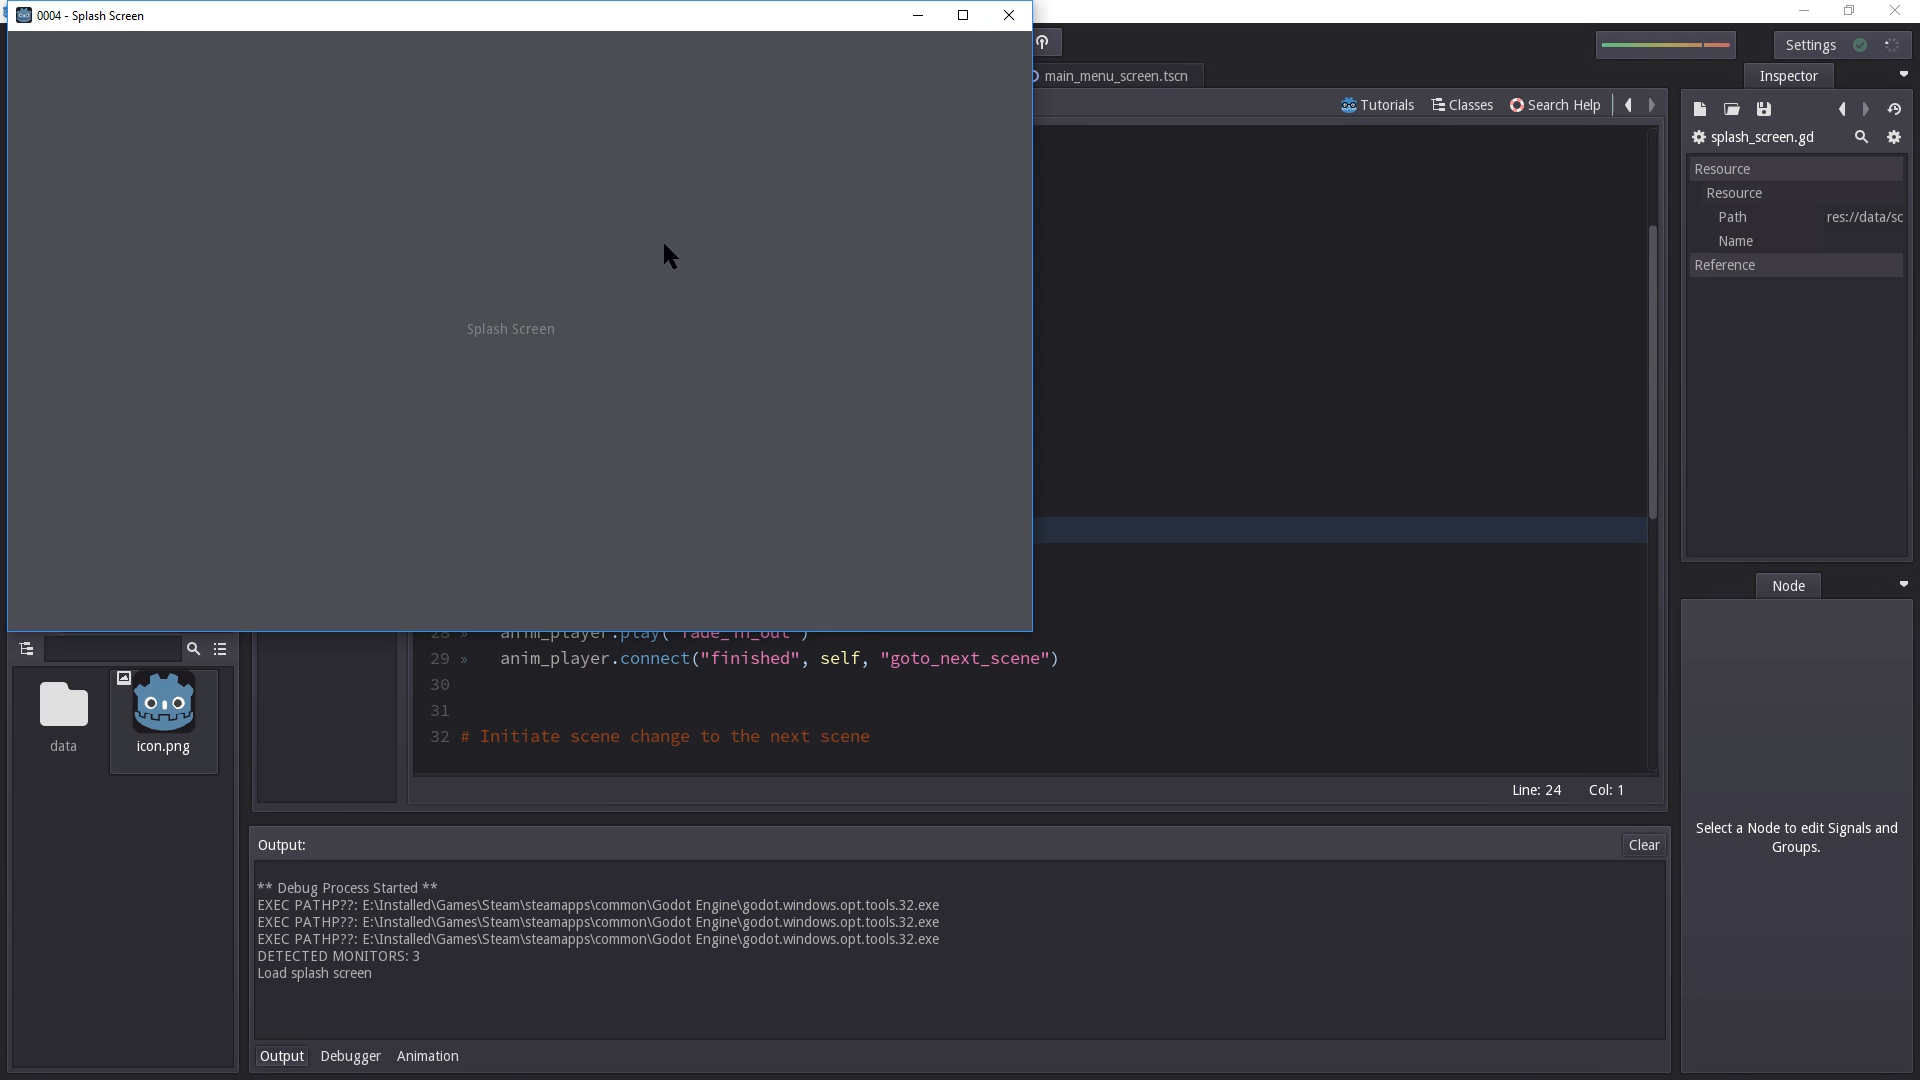 0004 - Splash Screen
Settings
main_menu_screen.tscn
Inspector
Tutorials
Classes
Search Help
splash_screen.gd
Resource
Resource
Path
res://data/sc
Name
Reference
Splash Screen
28 » anim_player.play("fade_in_out")
29 » anim_player.connect("finished", self, "goto_next_scene")
30
31
32 # Initiate scene change to the next scene
data
icon.png
Line: 24
Col: 1
Node
Select a Node to edit Signals and
Groups.
Output:
Clear
** Debug Process Started **
EXEC PATHP??: E:\Installed\Games\Steam\steamapps\common\Godot Engine\godot.windows.opt.tools.32.exe
EXEC PATHP??: E:\Installed\Games\Steam\steamapps\common\Godot Engine\godot.windows.opt.tools.32.exe
EXEC PATHP??: E:\Installed\Games\Steam\steamapps\common\Godot Engine\godot.windows.opt.tools.32.exe
DETECTED MONITORS: 3
Load splash screen
Output
Debugger
Animation